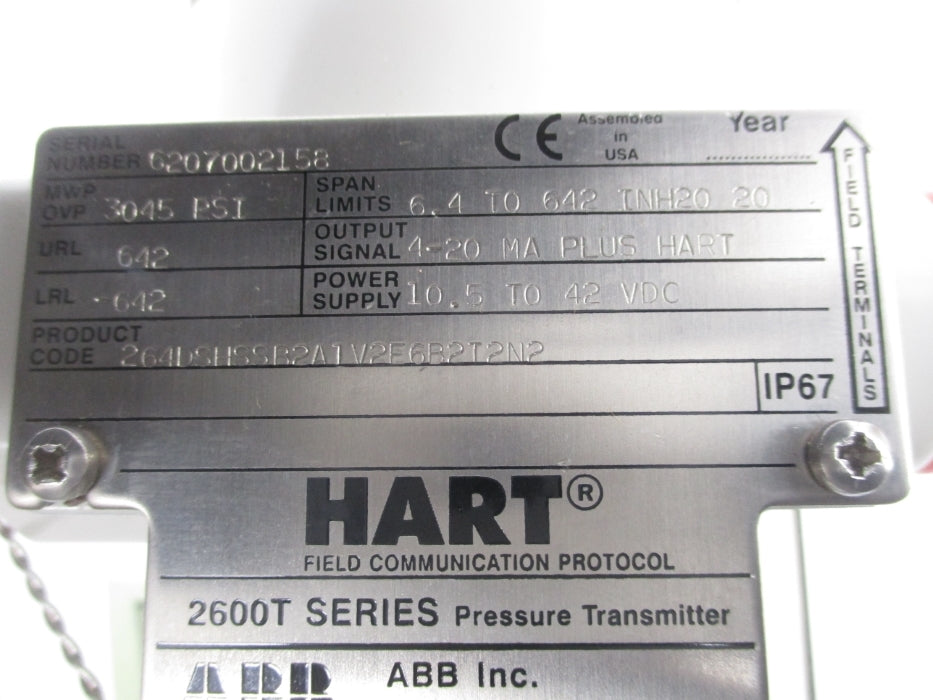 SERIAL NUMBER 6207002158
CE
Assembled in USA
Year
MWP OVP 3045 PSI
SPAN LIMITS 6.4 TO 642 INH2O 20
URL 642
OUTPUT SIGNAL 4-20 MA PLUS HART
LRL -642
POWER SUPPLY 10.5 TO 42 VDC
PRODUCT CODE 264DSHSSB2A1V2E6B2I2N2
IP67
FIELD TERMINALS
HART®
FIELD COMMUNICATION PROTOCOL
2600T SERIES Pressure Transmitter
ABB ABB Inc.